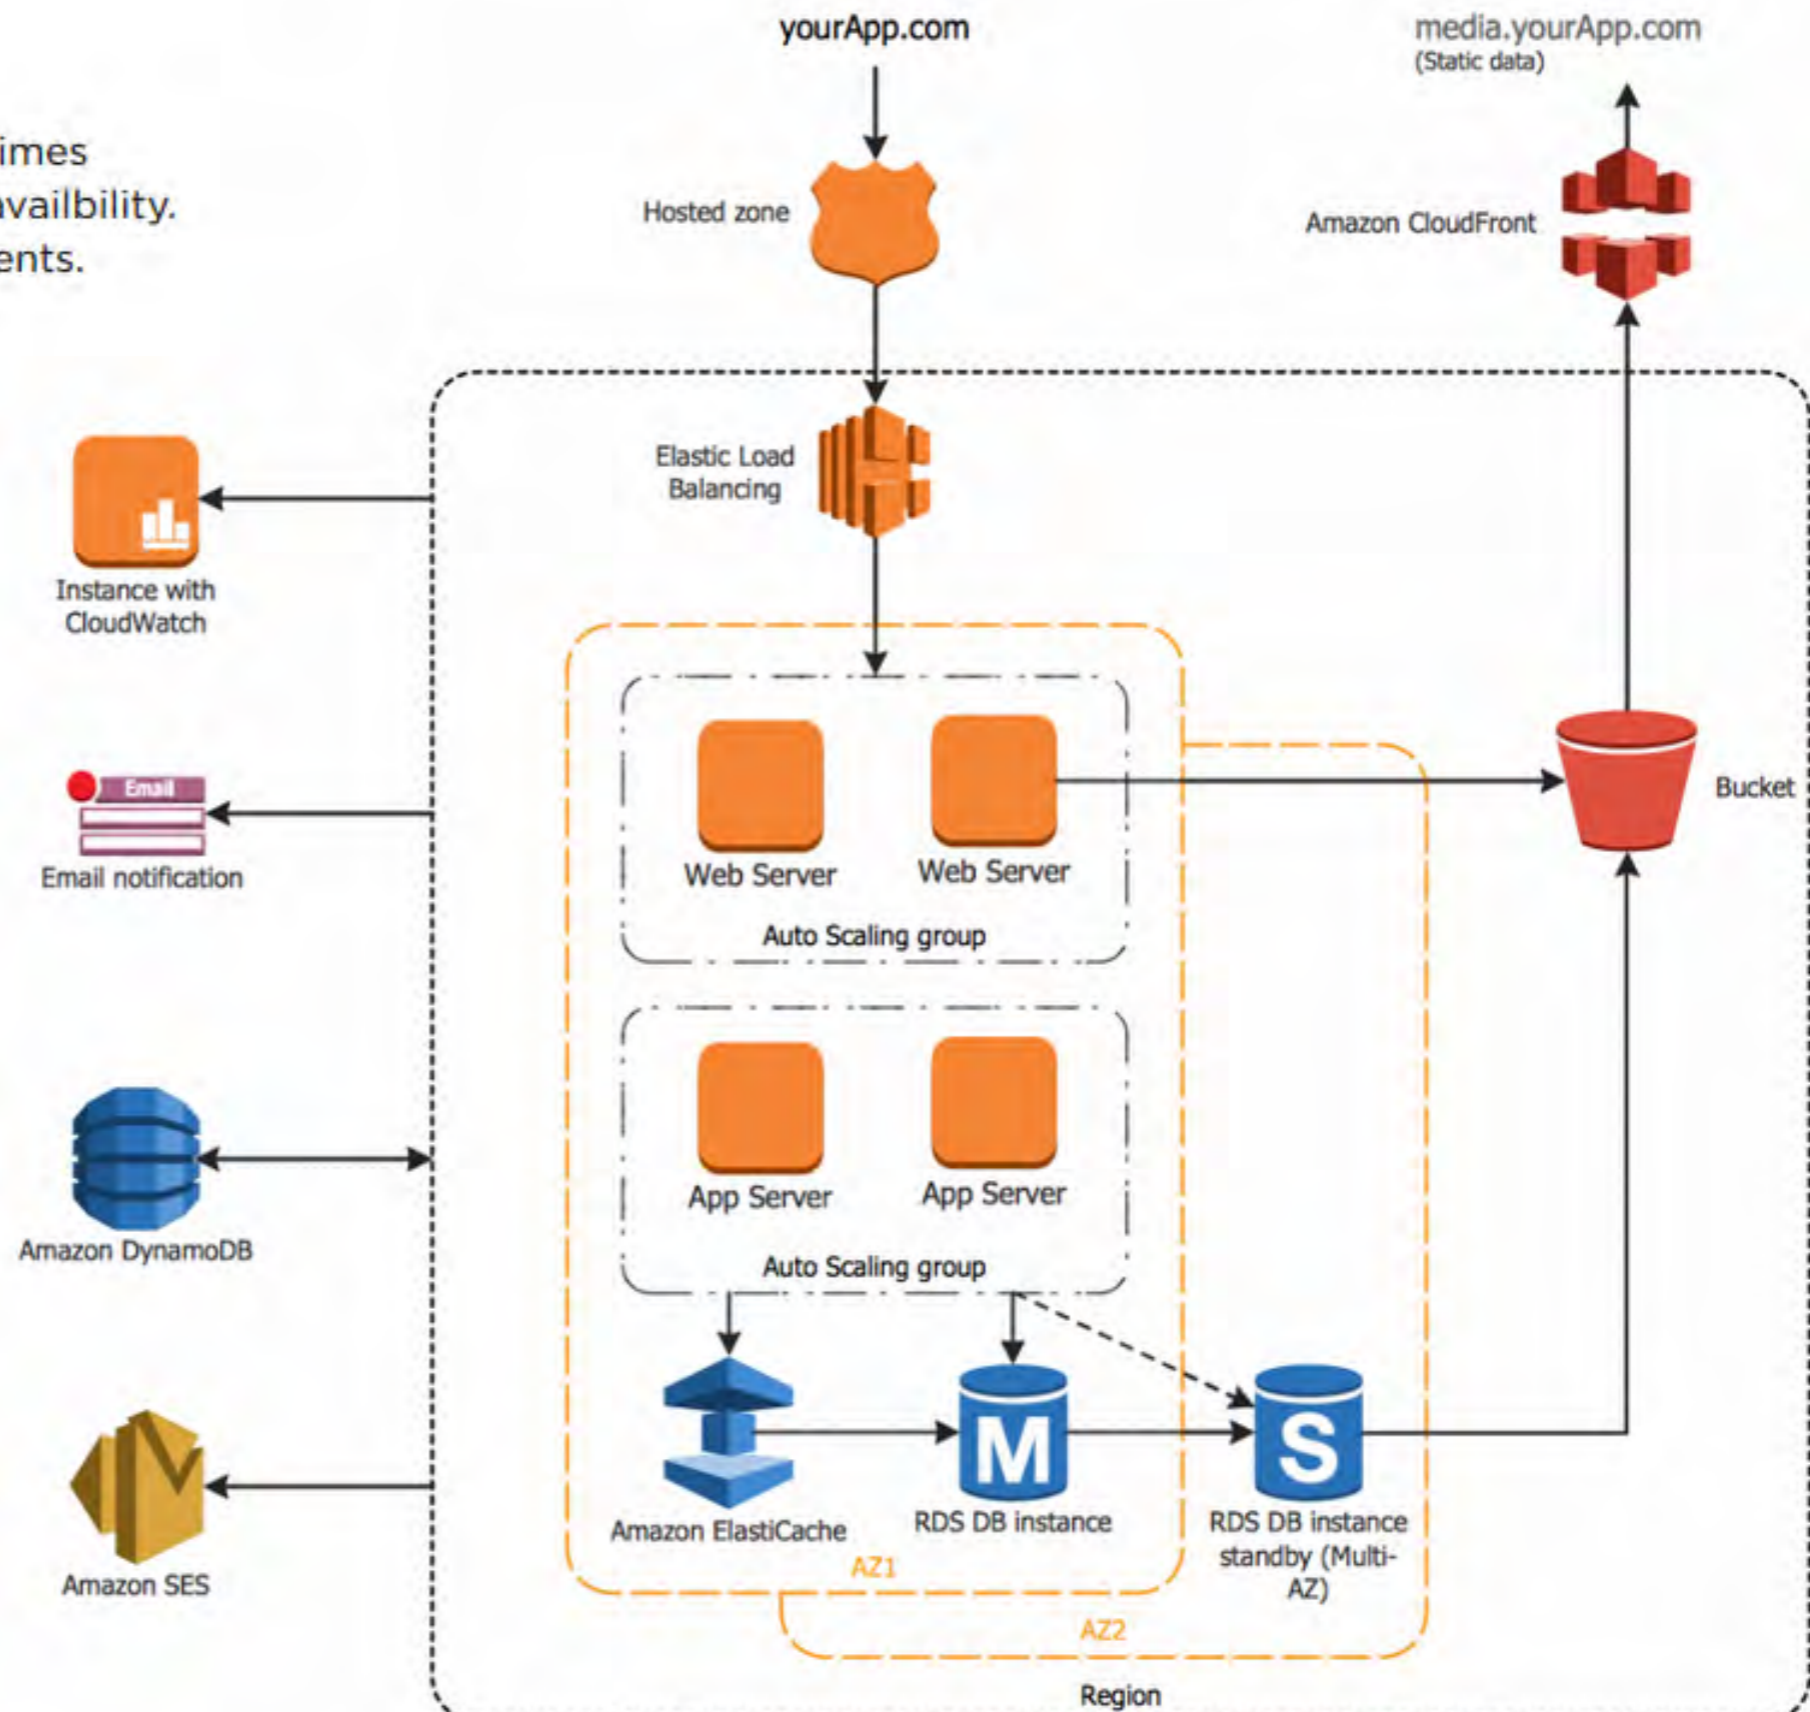 yourApp.com
media.yourApp.com
(Static data)
imes
availbility.
ents.
Hosted zone
Amazon CloudFront
Elastic Load
Balancing
Instance with
CloudWatch
Email
Email notification
Web Server
Web Server
Auto Scaling group
Bucket
App Server
App Server
Auto Scaling group
Amazon DynamoDB
M
S
Amazon ElastiCache
RDS DB instance
RDS DB instance
standby (Multi-
AZ)
AZ1
Amazon SES
AZ2
Region